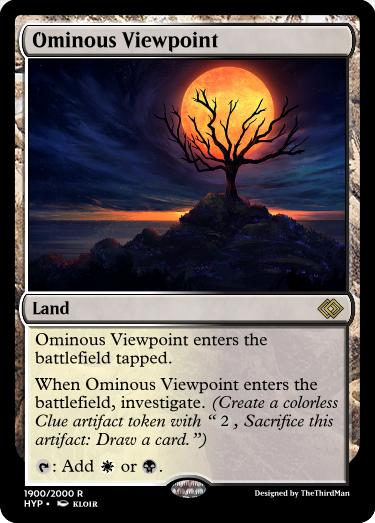 Ominous Viewpoint
Land
Ominous Viewpoint enters the
battlefield tapped.
When Ominous Viewpoint enters the
battlefield, investigate. (Create a colorless
Clue artifact token with “ 2 , Sacrifice this
artifact: Draw a card.”)
: Add or .
1900/2000 R
HYP • KLOIR
Designed by TheThirdMan